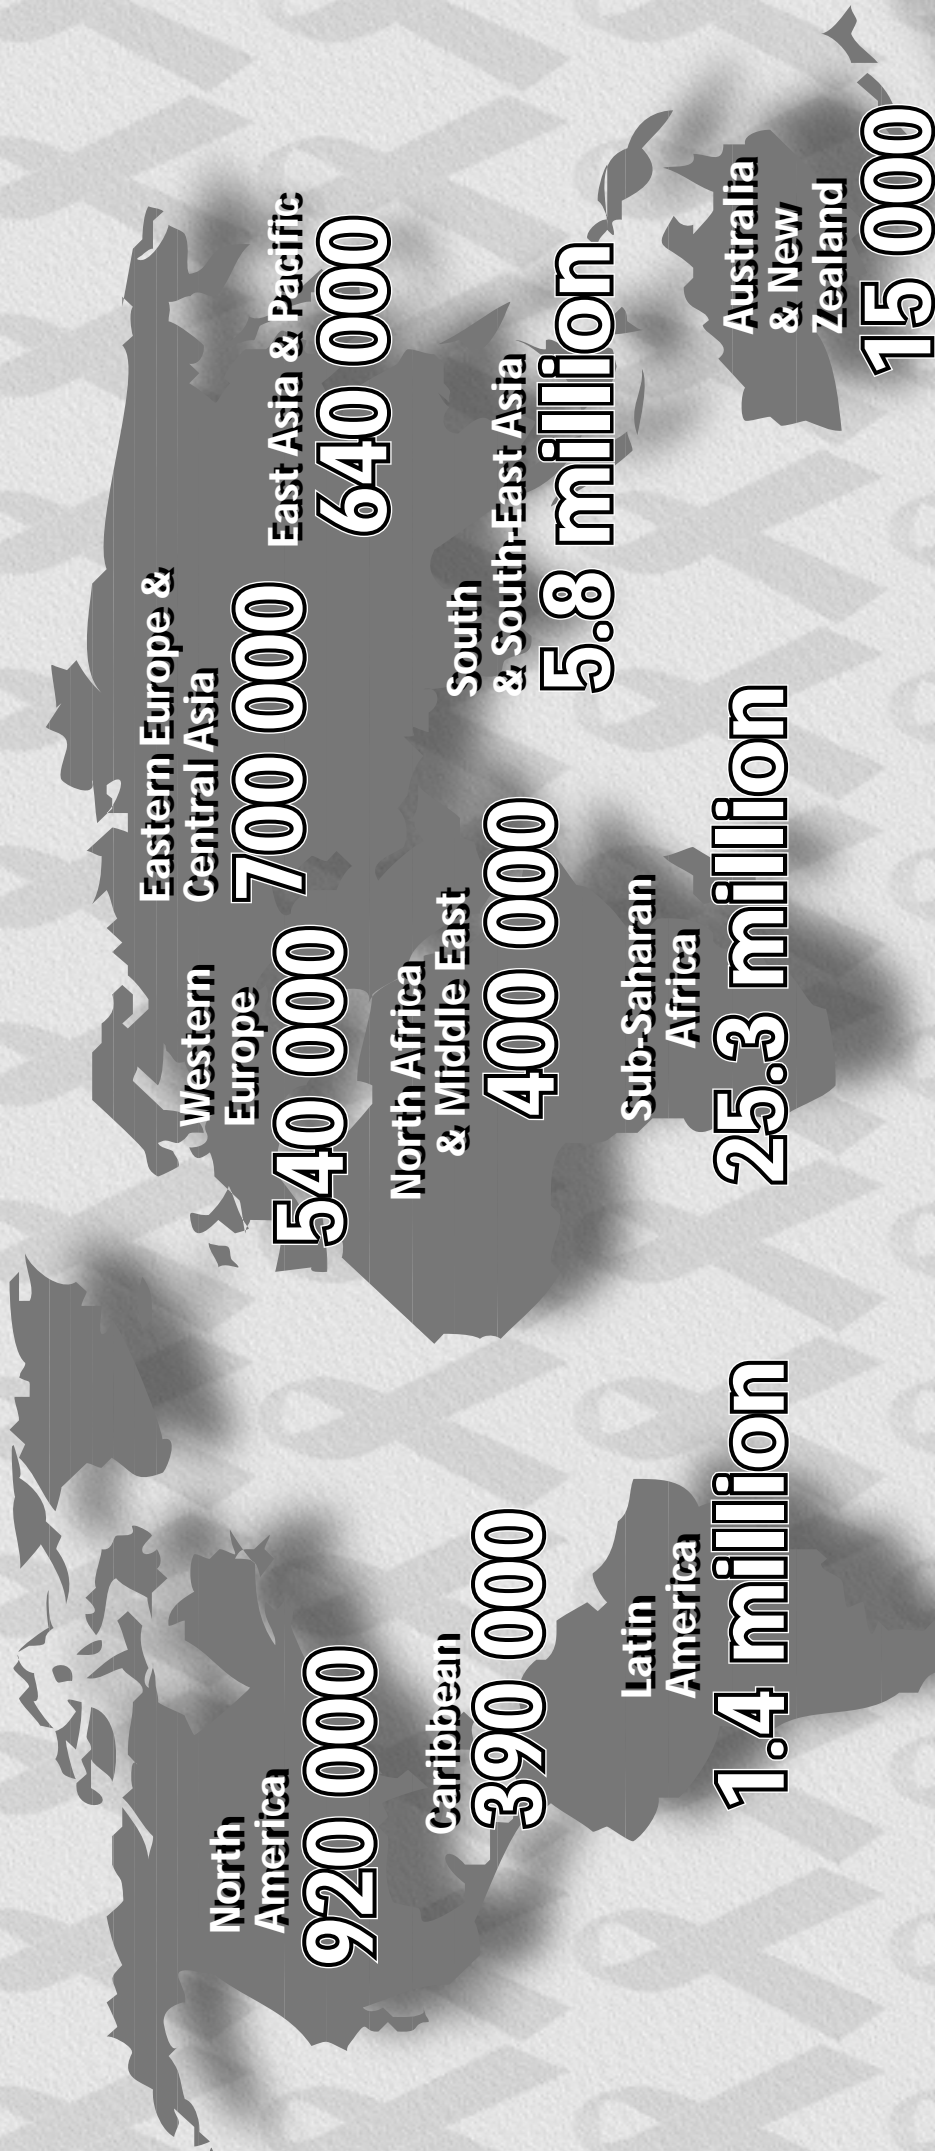 North
America
920 000
Caribbean
390 000
Latin
America
1.4 million
Western
Europe
540 000
North Africa
& Middle East
400 000
Sub-Saharan
Africa
25.3 million
Eastern Europe &
Central Asia
700 000
East Asia & Pacific
640 000
South
& South-East Asia
5.8 million
Australia
& New
Zealand
15 000